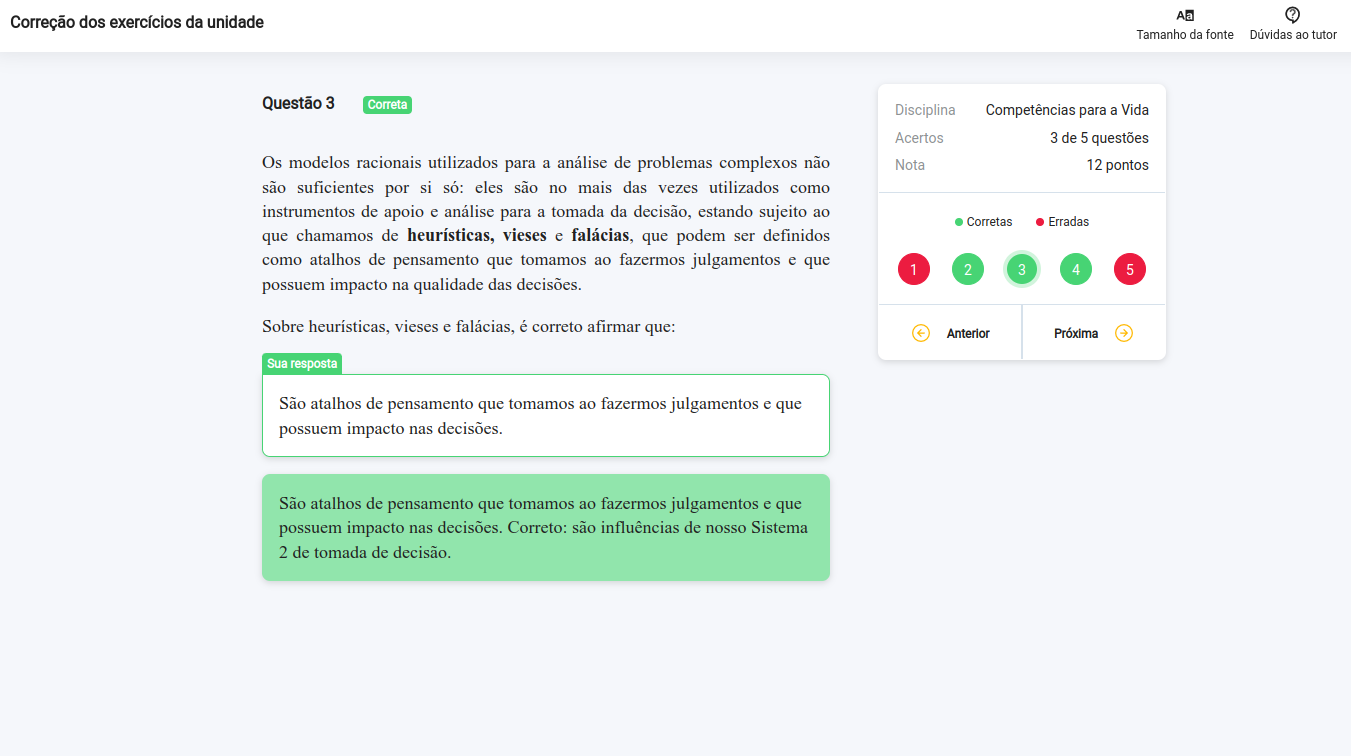 Correção dos exercícios da unidade
Tamanho da fonte
Dúvidas ao tutor
Questão 3
Correta
Os modelos racionais utilizados para a análise de problemas complexos não
são suficientes por si só: eles são no mais das vezes utilizados como
instrumentos de apoio e análise para a tomada da decisão, estando sujeito ao
que chamamos de heurísticas, vieses e falácias, que podem ser definidos
como atalhos de pensamento que tomamos ao fazermos julgamentos e que
possuem impacto na qualidade das decisões.
Sobre heurísticas, vieses e falácias, é correto afirmar que:
Sua resposta
São atalhos de pensamento que tomamos ao fazermos julgamentos e que
possuem impacto nas decisões.
São atalhos de pensamento que tomamos ao fazermos julgamentos e que
possuem impacto nas decisões. Correto: são influências de nosso Sistema
2 de tomada de decisão.
Disciplina Competências para a Vida
Acertos 3 de 5 questões
Nota 12 pontos
Corretas Erradas
1 2 3 4 5
Anterior Próxima